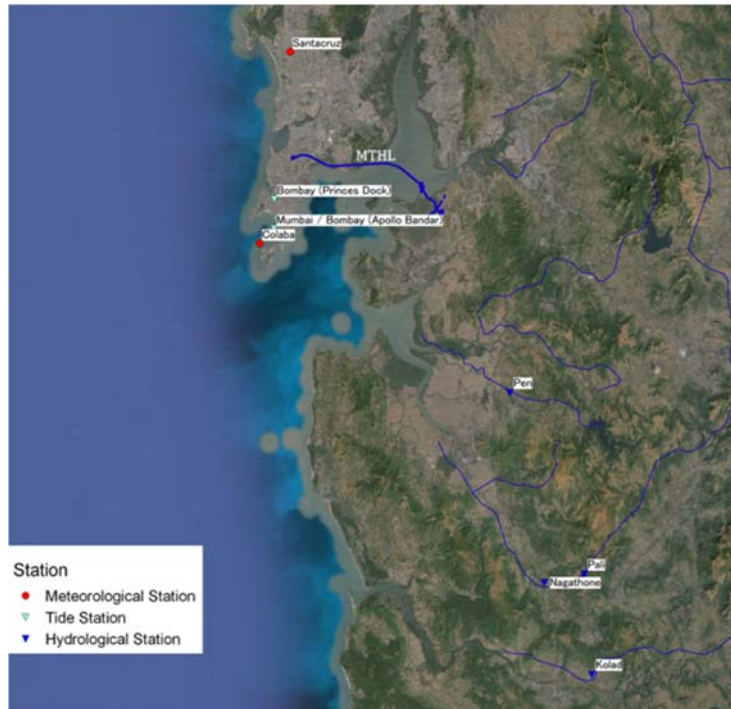 Santacruz
MTHL
Bombay (Princes Dock)
Mumbai / Bombay (Apollo Bandar)
Colaba
Pen
Pali
Nagathone
Kolad
Station
Meteorological Station
Tide Station
Hydrological Station